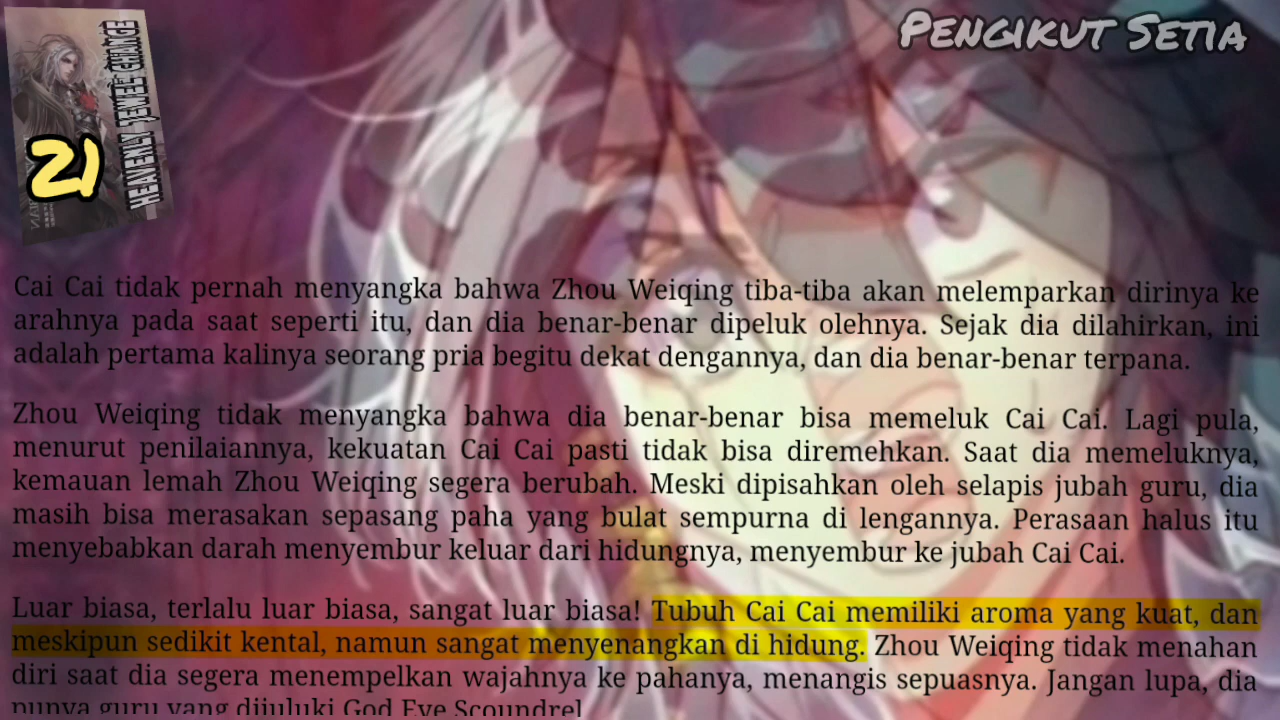 Pengikut Setia
HEAVENLY JEWEL CHANGE
21
Cai Cai tidak pernah menyangka bahwa Zhou Weiqing tiba-tiba akan melemparkan dirinya ke
arahnya pada saat seperti itu, dan dia benar-benar dipeluk olehnya. Sejak dia dilahirkan, ini
adalah pertama kalinya seorang pria begitu dekat dengannya, dan dia benar-benar terpana.
Zhou Weiqing tidak menyangka bahwa dia benar-benar bisa memeluk Cai Cai. Lagi pula,
menurut penilaiannya, kekuatan Cai Cai pasti tidak bisa diremehkan. Saat dia memeluknya,
kemauan lemah Zhou Weiqing segera berubah. Meski dipisahkan oleh selapis jubah guru, dia
masih bisa merasakan sepasang paha yang bulat sempurna di lengannya. Perasaan halus itu
menyebabkan darah menyembur keluar dari hidungnya, menyembur ke jubah Cai Cai.
Luar biasa, terlalu luar biasa, sangat luar biasa! Tubuh Cai Cai memiliki aroma yang kuat, dan
meskipun sedikit kental, namun sangat menyenangkan di hidung. Zhou Weiqing tidak menahan
diri saat dia segera menempelkan wajahnya ke pahanya, menangis sepuasnya. Jangan lupa, dia
punya guru yang dijuluki God Eye Scoundrel